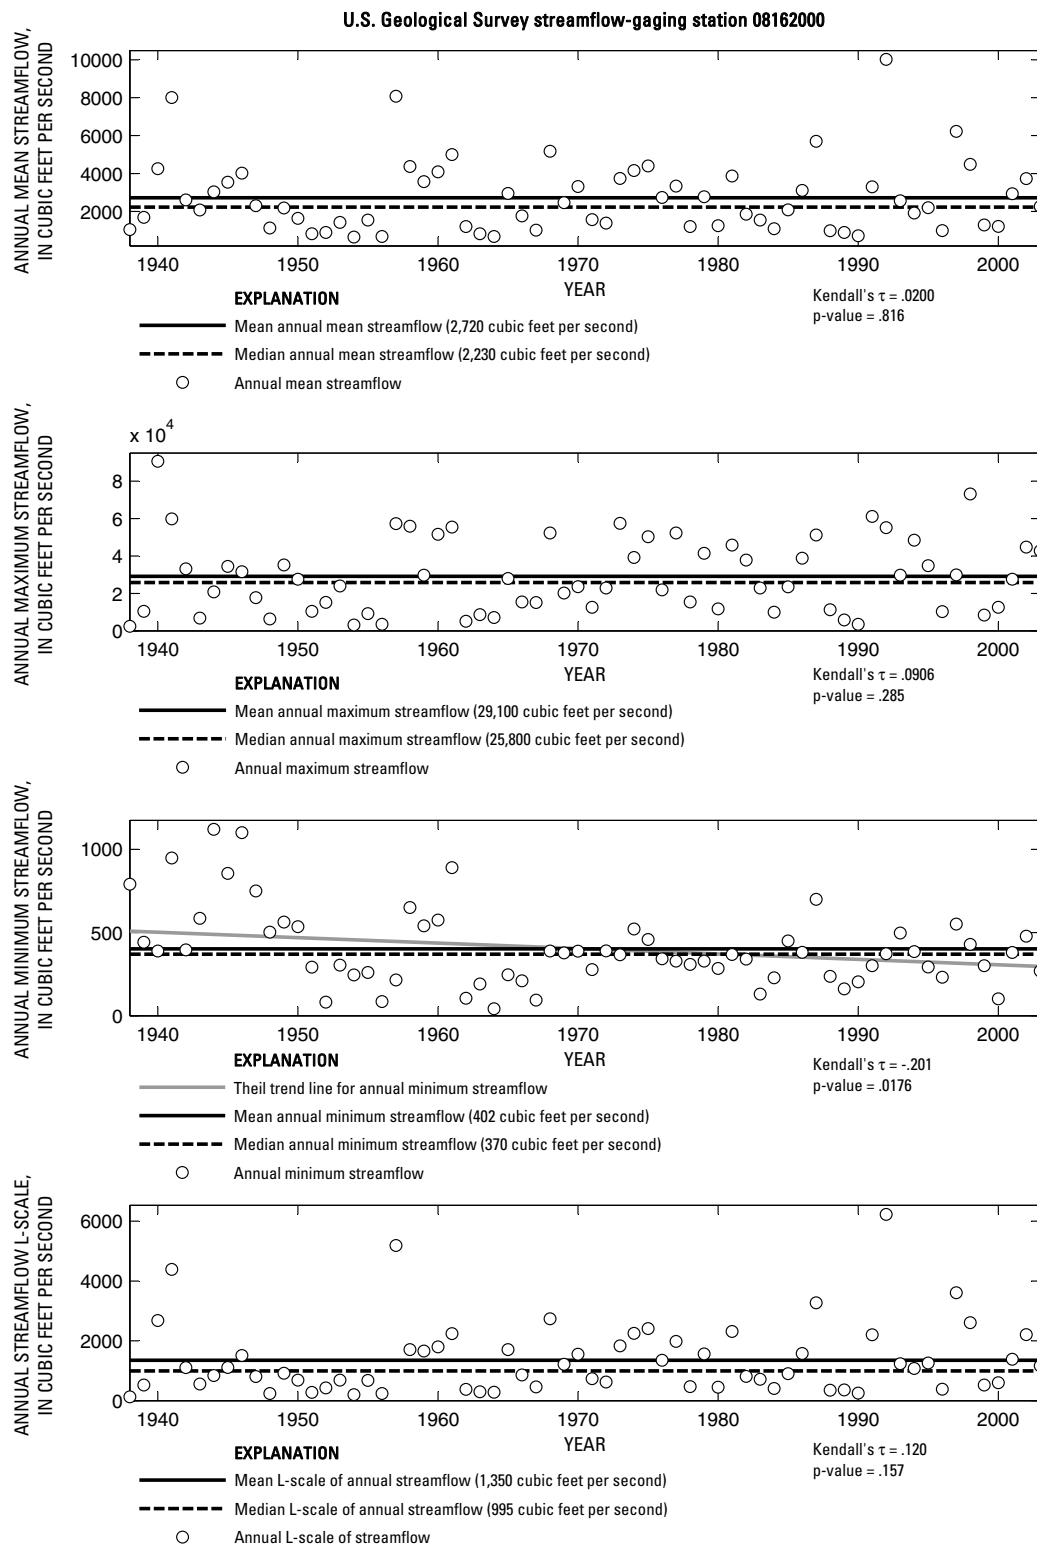 U.S. Geological Survey streamflow-gaging station 08162000
ANNUAL MEAN STREAMFLOW,
IN CUBIC FEET PER SECOND
10000
8000
6000
4000
2000
1940 1950 1960 1970 1980 1990 2000
YEAR
EXPLANATION
Mean annual mean streamflow (2,720 cubic feet per second)
Median annual mean streamflow (2,230 cubic feet per second)
Annual mean streamflow
Kendall's τ = .0200
p-value = .816
ANNUAL MAXIMUM STREAMFLOW,
IN CUBIC FEET PER SECOND
x 10⁴
8
6
4
2
0
1940 1950 1960 1970 1980 1990 2000
YEAR
EXPLANATION
Mean annual maximum streamflow (29,100 cubic feet per second)
Median annual maximum streamflow (25,800 cubic feet per second)
Annual maximum streamflow
Kendall's τ = .0906
p-value = .285
ANNUAL MINIMUM STREAMFLOW,
IN CUBIC FEET PER SECOND
1000
500
0
1940 1950 1960 1970 1980 1990 2000
YEAR
EXPLANATION
Theil trend line for annual minimum streamflow
Mean annual minimum streamflow (402 cubic feet per second)
Median annual minimum streamflow (370 cubic feet per second)
Annual minimum streamflow
Kendall's τ = -.201
p-value = .0176
ANNUAL STREAMFLOW L-SCALE,
IN CUBIC FEET PER SECOND
6000
4000
2000
0
1940 1950 1960 1970 1980 1990 2000
YEAR
EXPLANATION
Mean L-scale of annual streamflow (1,350 cubic feet per second)
Median L-scale of annual streamflow (995 cubic feet per second)
Annual L-scale of streamflow
Kendall's τ = .120
p-value = .157